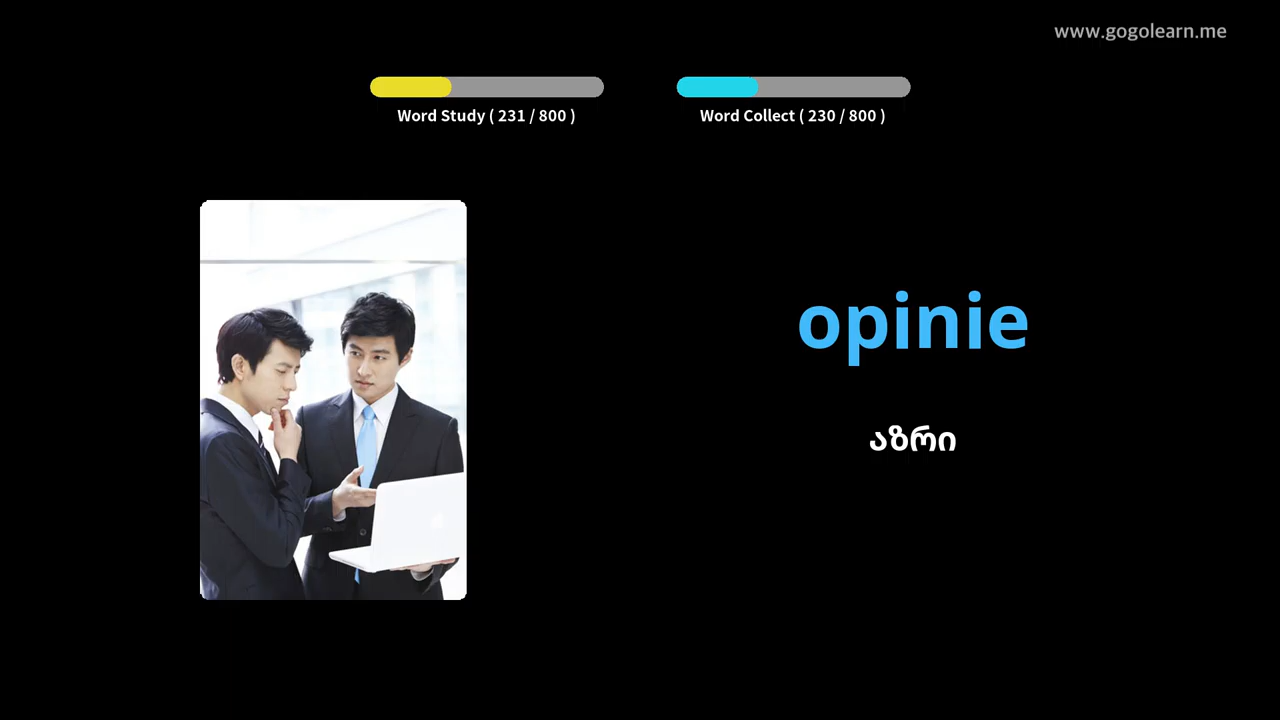 www.gogolearn.me
Word Study ( 231 / 800 )
Word Collect ( 230 / 800 )
opinie
აზრი